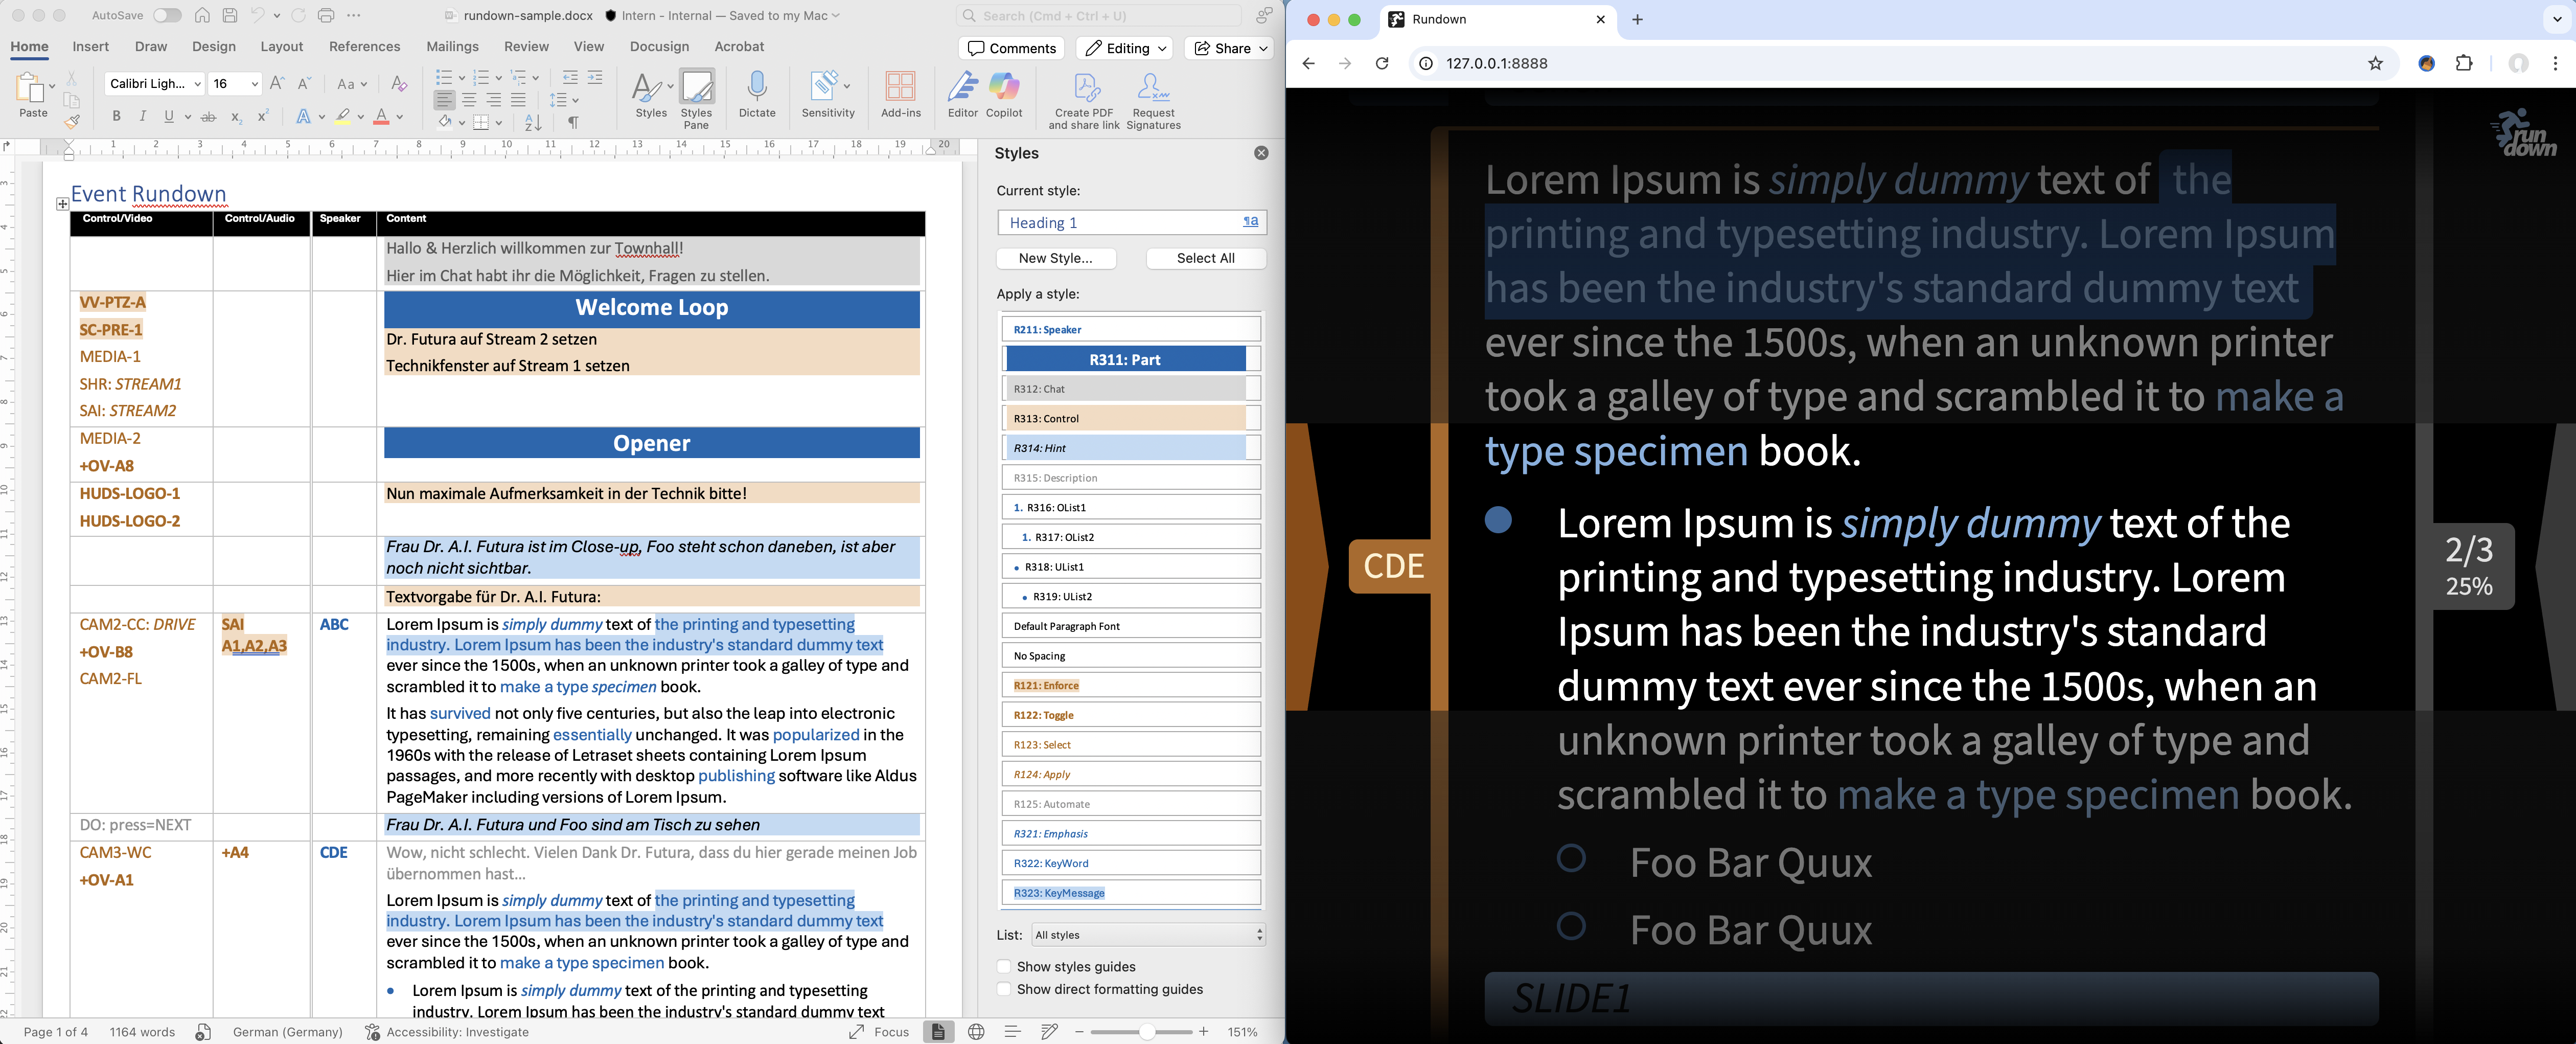 AutoSave
rundown-sample.docx
Intern - Internal — Saved to my Mac
Search (Cmd + Ctrl + U)
Home Insert Draw Design Layout References Mailings Review View Docusign Acrobat
Comments Editing Share
Paste
Calibri Ligh... 16
Styles
Styles Pane
Dictate
Sensitivity
Add-ins
Editor
Copilot
Create PDF and share link
Request Signatures
1 2 3 4 5 6 7 8 9 10 11 12 13 14 15 16 17 18 19 20
Event Rundown
Control/Video Control/Audio Speaker Content
Hallo & Herzlich willkommen zur Townhall!
Hier im Chat habt ihr die Möglichkeit, Fragen zu stellen.
VV-PTZ-A
SC-PRE-1
MEDIA-1
SHR: STREAM1
SAI: STREAM2
Welcome Loop
Dr. Futura auf Stream 2 setzen
Technikfenster auf Stream 1 setzen
MEDIA-2
+OV-A8
Opener
HUDS-LOGO-1
HUDS-LOGO-2
Nun maximale Aufmerksamkeit in der Technik bitte!
Frau Dr. A.I. Futura ist im Close-up, Foo steht schon daneben, ist aber
noch nicht sichtbar.
Textvorgabe für Dr. A.I. Futura:
CAM2-CC: DRIVE
+OV-B8
CAM2-FL
SAI
A1,A2,A3
ABC
Lorem Ipsum is simply dummy text of the printing and typesetting
industry. Lorem Ipsum has been the industry's standard dummy text
ever since the 1500s, when an unknown printer took a galley of type and
scrambled it to make a type specimen book.
It has survived not only five centuries, but also the leap into electronic
typesetting, remaining essentially unchanged. It was popularized in the
1960s with the release of Letraset sheets containing Lorem Ipsum
passages, and more recently with desktop publishing software like Aldus
PageMaker including versions of Lorem Ipsum.
DO: press=NEXT
Frau Dr. A.I. Futura und Foo sind am Tisch zu sehen
CAM3-WC
+OV-A1
+A4
CDE
Wow, nicht schlecht. Vielen Dank Dr. Futura, dass du hier gerade meinen Job
übernommen hast...
Lorem Ipsum is simply dummy text of the printing and typesetting
industry. Lorem Ipsum has been the industry's standard dummy text
ever since the 1500s, when an unknown printer took a galley of type and
scrambled it to make a type specimen book.
Lorem Ipsum is simply dummy text of the printing and typesetting
industry. Lorem Ipsum has been the industry's standard dummy text
Styles
Current style:
Heading 1
New Style... Select All
Apply a style:
R211: Speaker
R311: Part
R312: Chat
R313: Control
R314: Hint
R315: Description
1. R316: OList1
1. R317: OList2
R318: UList1
R319: UList2
Default Paragraph Font
No Spacing
R121: Enforce
R122: Toggle
R123: Select
R124: Apply
R125: Automate
R321: Emphasis
R322: KeyWord
R323: KeyMessage
List: All styles
Show styles guides
Show direct formatting guides
Page 1 of 4 1164 words German (Germany) Accessibility: Investigate Focus 151%
Rundown
127.0.0.1:8888
run
down
Lorem Ipsum is simply dummy text of the
printing and typesetting industry. Lorem Ipsum
has been the industry's standard dummy text
ever since the 1500s, when an unknown printer
took a galley of type and scrambled it to make a
type specimen book.
CDE
Lorem Ipsum is simply dummy text of the
printing and typesetting industry. Lorem
Ipsum has been the industry's standard
dummy text ever since the 1500s, when an
unknown printer took a galley of type and
scrambled it to make a type specimen book.
2/3
25%
Foo Bar Quux
Foo Bar Quux
SLIDE1